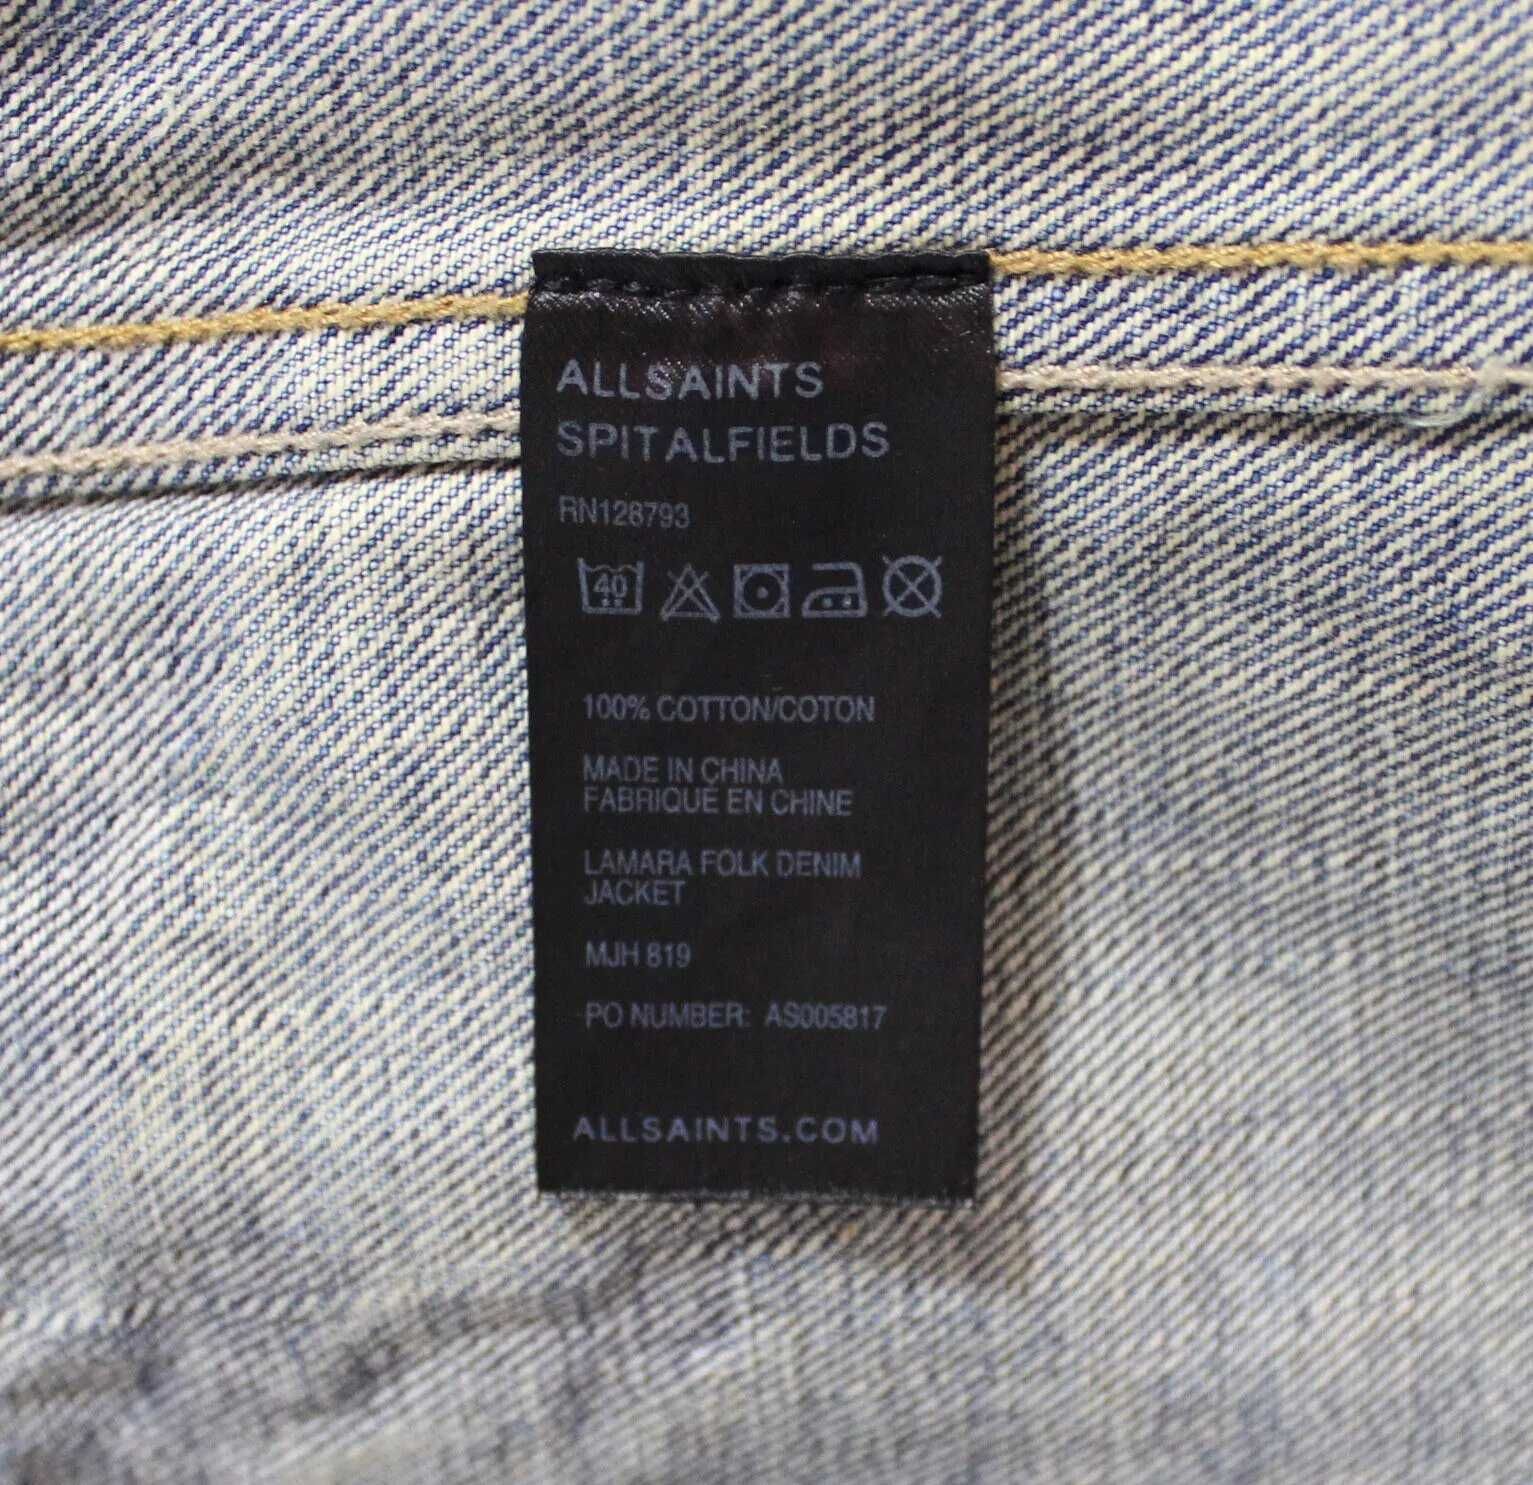 ALLSAINTS
SPITALFIELDS
RN128793
40
100% COTTON/COTON
MADE IN CHINA
FABRIQUE EN CHINE
LAMARA FOLK DENIM
JACKET
MJH 819
PO NUMBER: AS005817
ALLSAINTS.COM